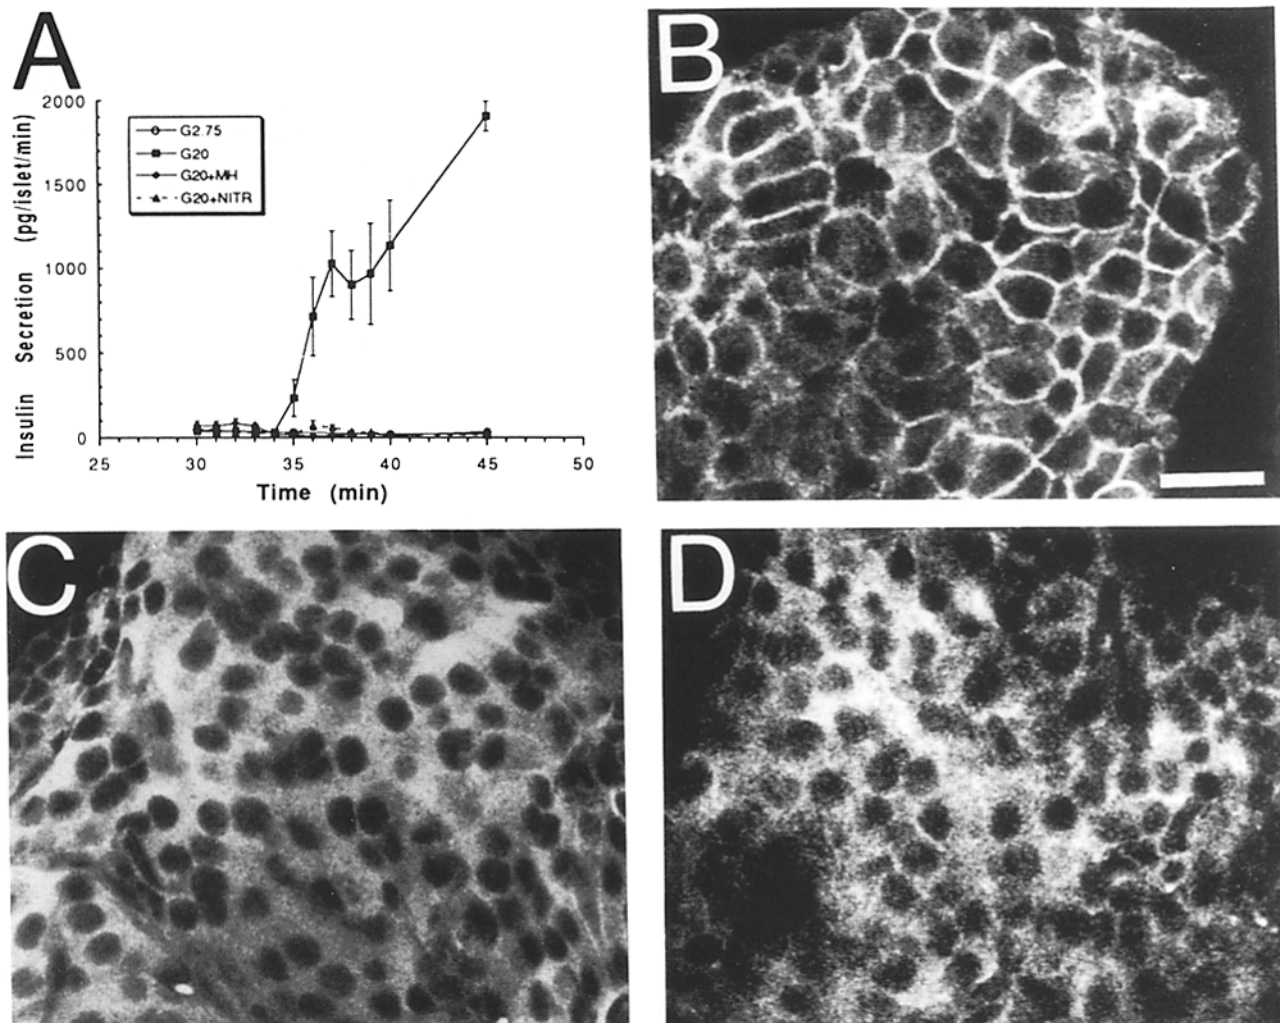 A
2000
1500
1000
500
0
Insulin Secretion (pg/islet/min)
G2.75
G20
G20+MH
G20+NITR
25 30 35 40 45 50
Time (min)
B
C
D